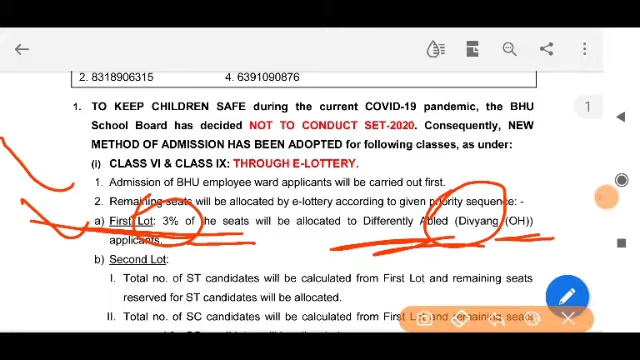 2. 8318906315 4. 6391090876
1
1. TO KEEP CHILDREN SAFE during the current COVID-19 pandemic, the BHU
School Board has decided NOT TO CONDUCT SET-2020. Consequently, NEW
METHOD OF ADMISSION HAS BEEN ADOPTED for following classes, as under:
(i) CLASS VI & CLASS IX: THROUGH E-LOTTERY.
1. Admission of BHU employee ward applicants will be carried out first.
2. Remaining seats will be allocated by e-lottery according to given priority sequence: -
a) First Lot: 3% of the seats will be allocated to Differently Abled (Divyang (OH))
applicants.
b) Second Lot:
I. Total no. of ST candidates will be calculated from First Lot and remaining seats
reserved for ST candidates will be allocated.
II. Total no. of SC candidates will be calculated from First Lot and remaining seats